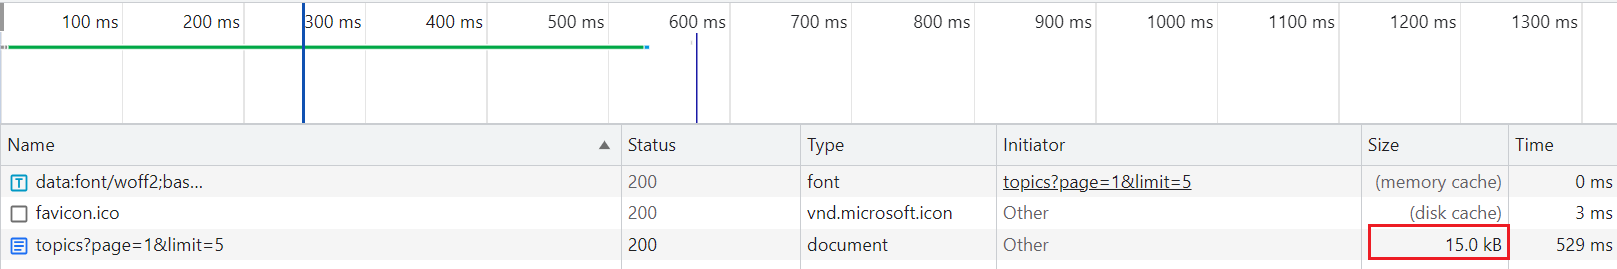 100 ms 200 ms 300 ms 400 ms 500 ms 600 ms 700 ms 800 ms 900 ms 1000 ms 1100 ms 1200 ms 1300 ms
Name Status Type Initiator Size Time
data:font/woff2;bas... 200 font topics?page=1&limit=5 (memory cache) 0 ms
favicon.ico 200 vnd.microsoft.icon Other (disk cache) 3 ms
topics?page=1&limit=5 200 document Other 15.0 kB 529 ms